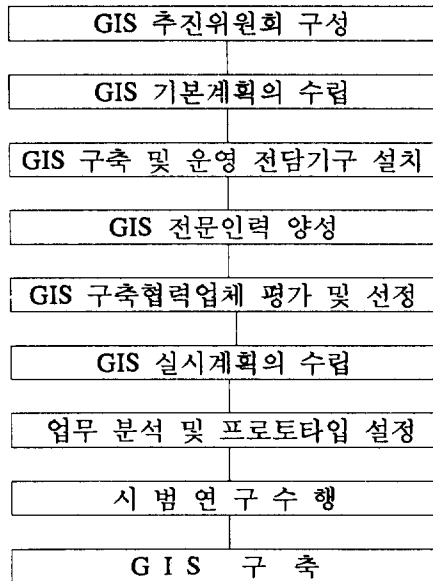 GIS 추진위원회 구성
GIS 기본계획의 수립
GIS 구축 및 운영 전담기구 설치
GIS 전문인력 양성
GIS 구축협력업체 평가 및 선정
GIS 실시계획의 수립
업무 분석 및 프로토타입 설정
시 범 연 구 수 행
G I S 구 축